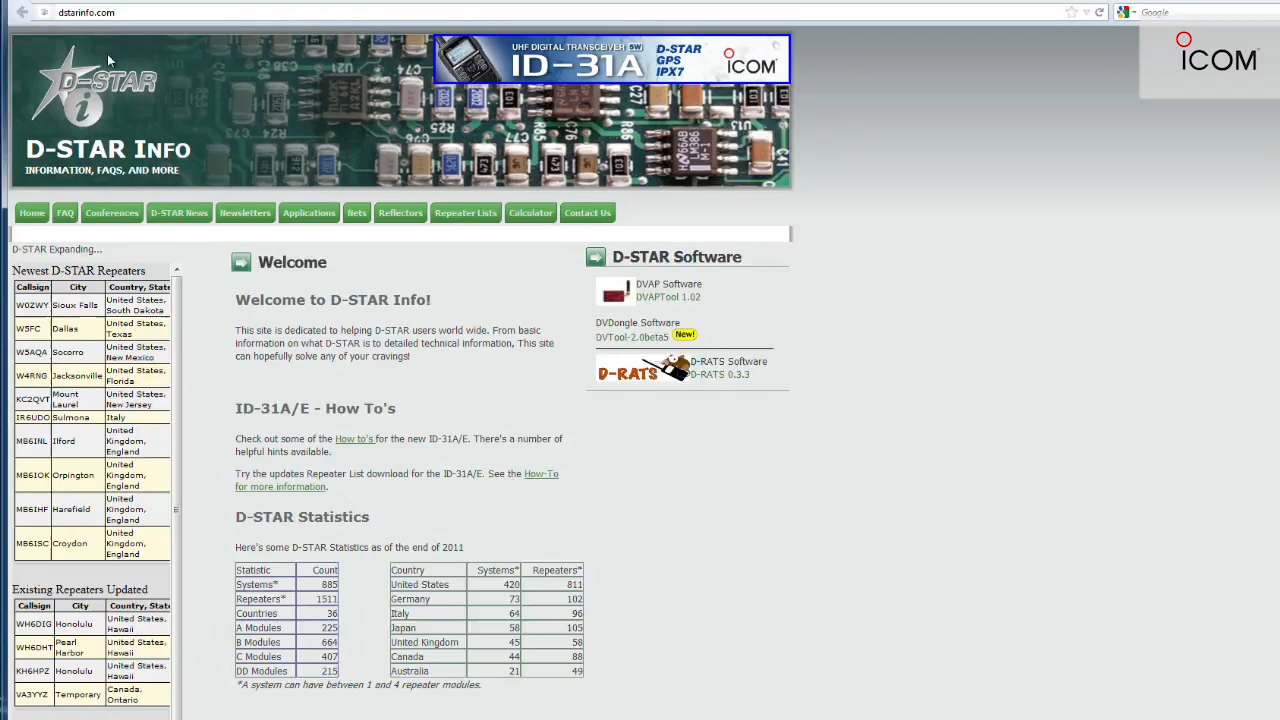 dstarinfo.com
Google
D-STAR
i
D-STAR INFO
INFORMATION, FAQS, AND MORE
UHF DIGITAL TRANSCEIVER 5W
ID-31A
D-STAR
GPS
IPX7
ICOM
ICOM
Home FAQ Conferences D-STAR News Newsletters Applications Nets Reflectors Repeater Lists Calculator Contact Us
D-STAR Expanding...
Newest D-STAR Repeaters
Callsign City Country, State
W0ZWY Sioux Falls United States, South Dakota
W5FC Dallas United States, Texas
W5AQA Socorro United States, New Mexico
W4RNG Jacksonville United States, Florida
KC2QVT Mount Laurel United States, New Jersey
IR6UDO Sulmona Italy
MB6INL Ilford United Kingdom, England
MB6IOK Orpington United Kingdom, England
MB6IHF Harefield United Kingdom, England
MB6ISC Croydon United Kingdom, England
Existing Repeaters Updated
Callsign City Country, State
WH6DIG Honolulu United States, Hawaii
WH6DHT Pearl Harbor United States, Hawaii
KH6HPZ Honolulu United States, Hawaii
VA3YYZ Temporary Canada, Ontario
Welcome
Welcome to D-STAR Info!
This site is dedicated to helping D-STAR users world wide. From basic
information on what D-STAR is to detailed technical information, This site
can hopefully solve any of your cravings!
ID-31A/E - How To's
Check out some of the How to's for the new ID-31A/E. There's a number of
helpful hints available.
Try the updates Repeater List download for the ID-31A/E. See the How-To
for more information.
D-STAR Statistics
Here's some D-STAR Statistics as of the end of 2011
Statistic Count
Systems* 885
Repeaters* 1511
Countries 36
A Modules 225
B Modules 664
C Modules 407
DD Modules 215
Country Systems* Repeaters*
United States 420 811
Germany 73 102
Italy 64 96
Japan 58 105
United Kingdom 45 58
Canada 44 88
Australia 21 49
*A system can have between 1 and 4 repeater modules.
D-STAR Software
DVAP Software
DVAPTool 1.02
DVDongle Software
DVTool-2.0beta5 New!
D-RATS
D-RATS Software
D-RATS 0.3.3